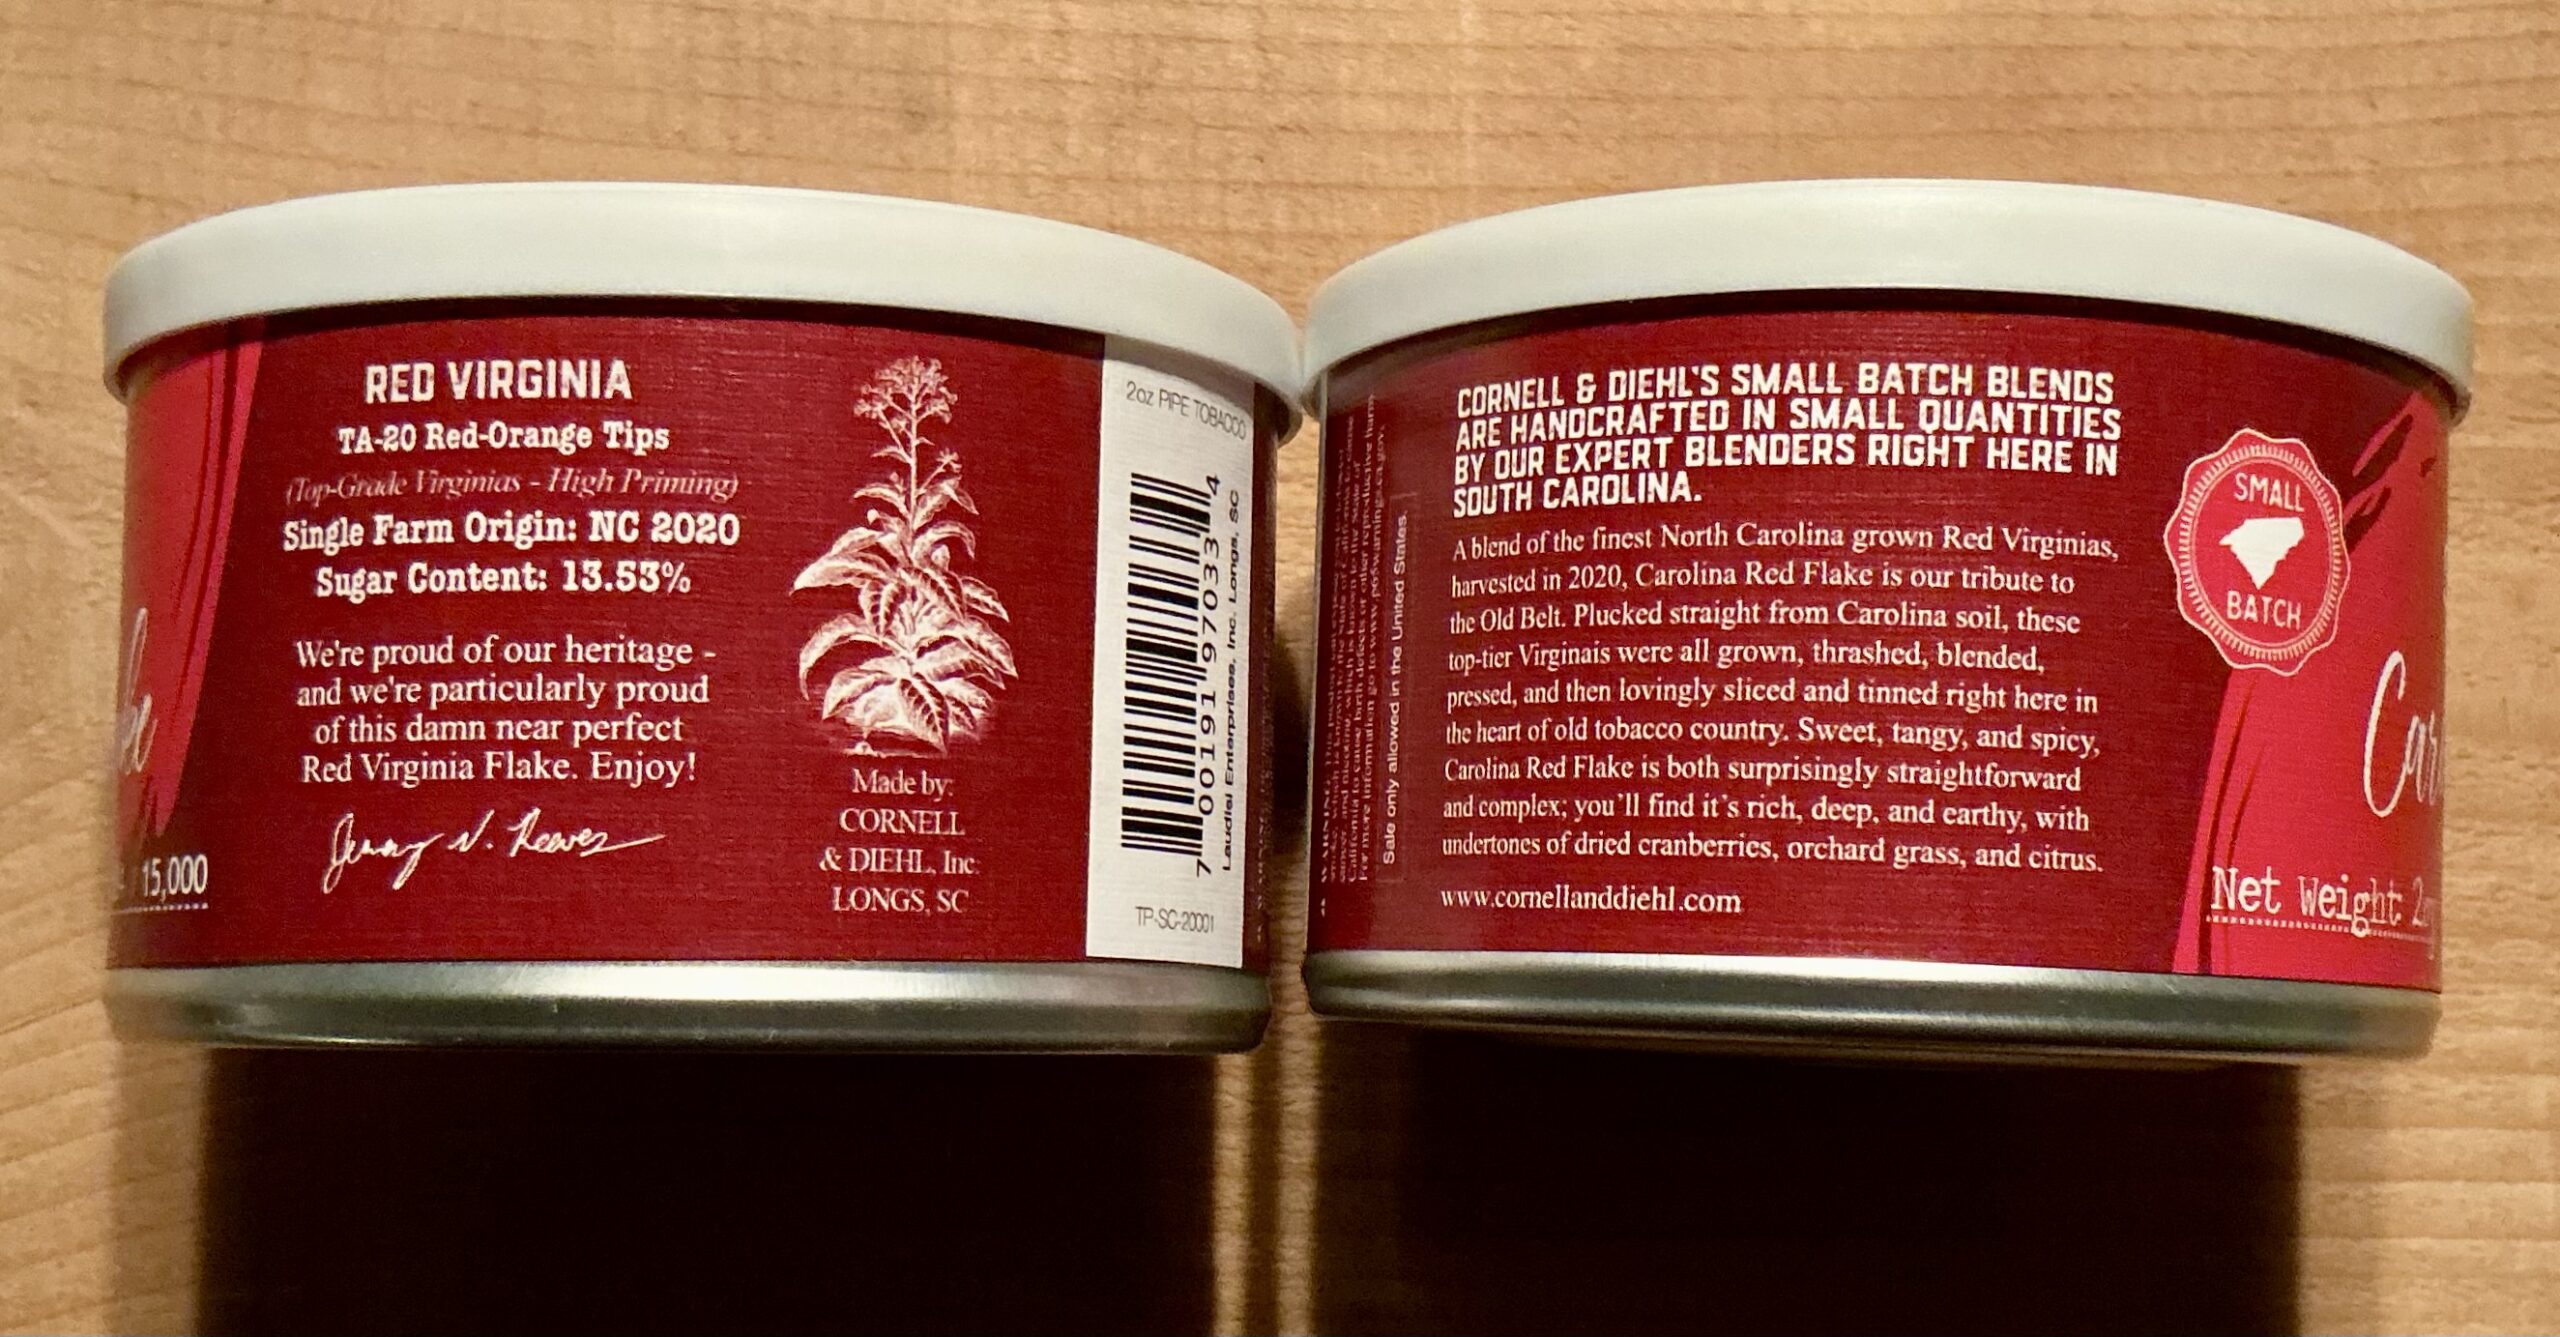 RED VIRGINIA
TA-20 Red-Orange Tips
(Top-Grade Virginias - High Priming)
Single Farm Origin: NC 2020
Sugar Content: 13.53%
We're proud of our heritage -
and we're particularly proud
of this damn near perfect
Red Virginia Flake. Enjoy!
Jeremy V. Reeves
15,000
Made by:
CORNELL
& DIEHL, Inc.
LONGS, SC
2oz PIPE TOBACCO
7 00191 97033 4
Laudisi Enterprises, Inc. Longs, SC
TP-SC-20001
Sale only allowed in the United States.
CORNELL & DIEHL'S SMALL BATCH BLENDS
ARE HANDCRAFTED IN SMALL QUANTITIES
BY OUR EXPERT BLENDERS RIGHT HERE IN
SOUTH CAROLINA.
A blend of the finest North Carolina grown Red Virginias,
harvested in 2020, Carolina Red Flake is our tribute to
the Old Belt. Plucked straight from Carolina soil, these
top-tier Virginais were all grown, thrashed, blended,
pressed, and then lovingly sliced and tinned right here in
the heart of old tobacco country. Sweet, tangy, and spicy,
Carolina Red Flake is both surprisingly straightforward
and complex; you'll find it's rich, deep, and earthy, with
undertones of dried cranberries, orchard grass, and citrus.
www.cornellanddiehl.com
SMALL
BATCH
Car
Net Weight 2